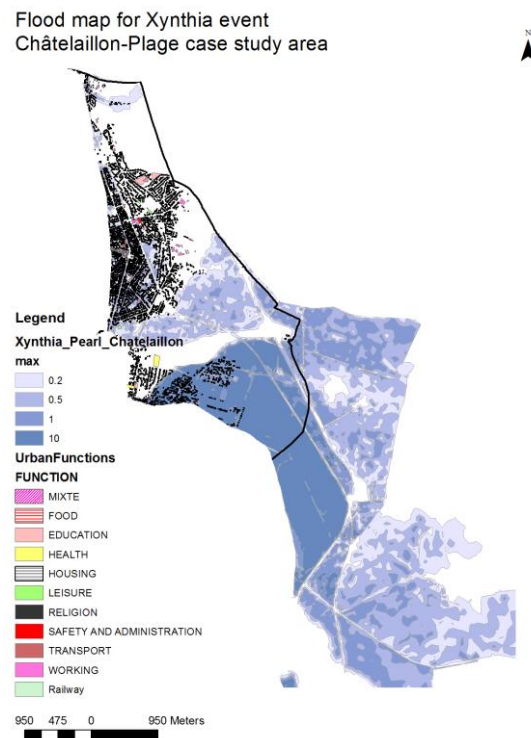 Flood map for Xynthia event
Châtelaillon-Plage case study area
N
Legend
Xynthia_Pearl_Chatelaillon
max
0.2
0.5
1
10
UrbanFunctions
FUNCTION
MIXTE
FOOD
EDUCATION
HEALTH
HOUSING
LEISURE
RELIGION
SAFETY AND ADMINISTRATION
TRANSPORT
WORKING
Railway
950 475 0 950 Meters